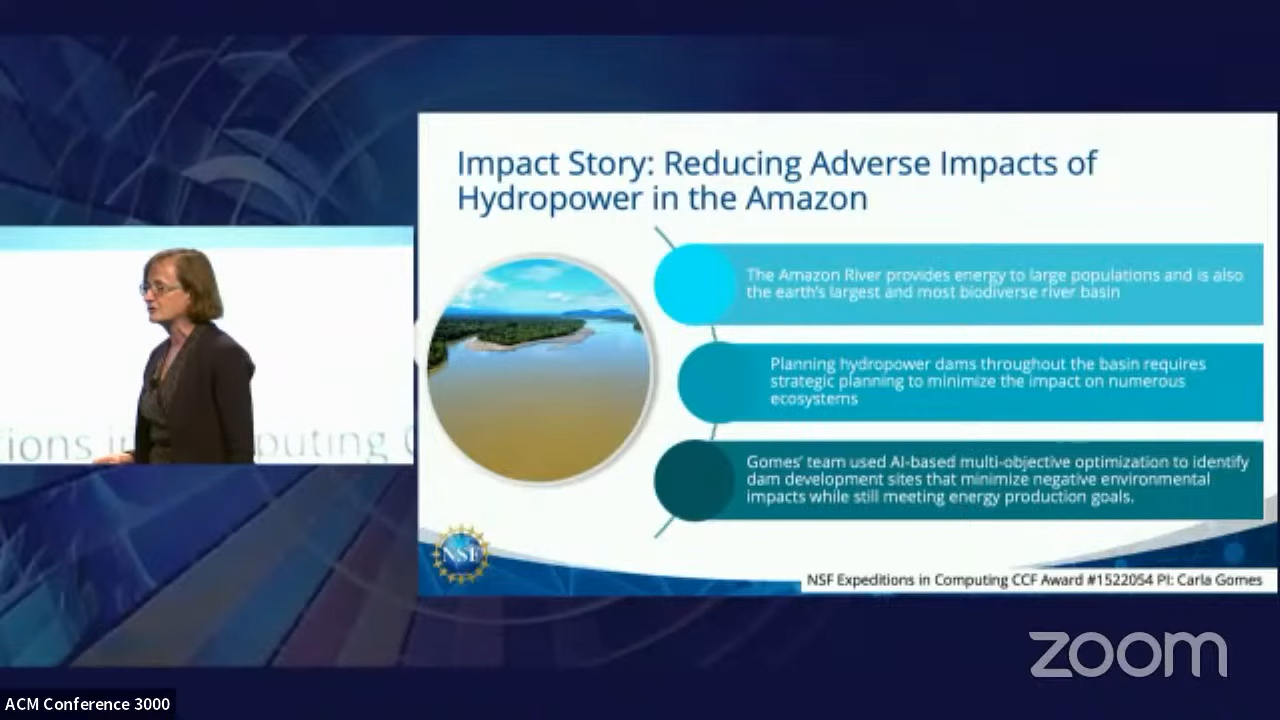 Impact Story: Reducing Adverse Impacts of
Hydropower in the Amazon
The Amazon River provides energy to large populations and is also
the earth's largest and most biodiverse river basin
Planning hydropower dams throughout the basin requires
strategic planning to minimize the impact on numerous
ecosystems
Gomes' team used AI-based multi-objective optimization to identify
dam development sites that minimize negative environmental
impacts while still meeting energy production goals.
tions i
puting
NSF
NSF Expeditions in Computing CCF Award #1522054 PI: Carla Gomes
zoom
ACM Conference 3000